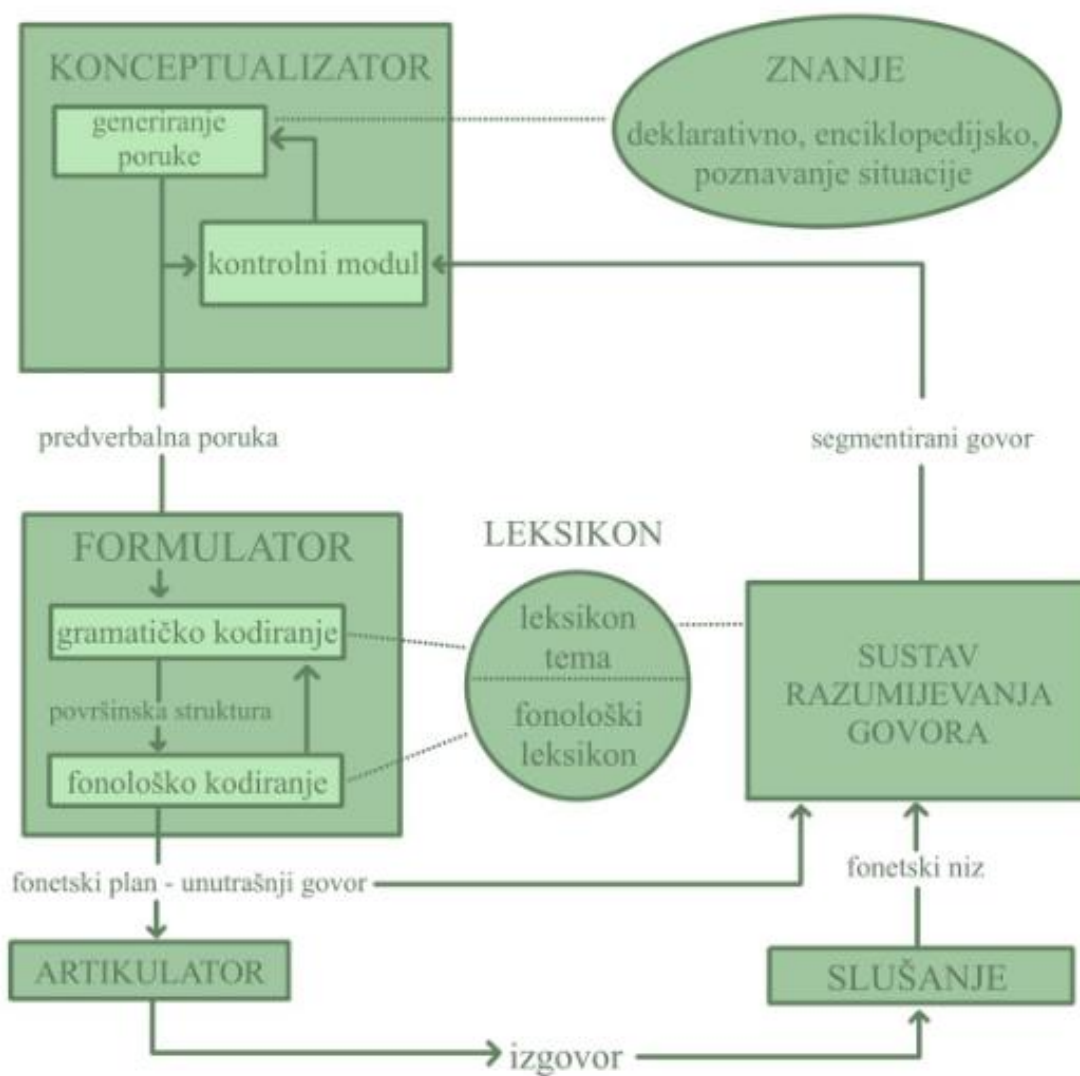 KONCEPTUALIZATOR
generiranje
poruke
kontrolni modul
ZNANJE
deklarativno, enciklopedijsko,
poznavanje situacije
predverbalna poruka
segmentirani govor
FORMULATOR
gramatičko kodiranje
površinska struktura
fonološko kodiranje
LEKSIKON
leksikon
tema
fonološki
leksikon
SUSTAV
RAZUMIJEVANJA
GOVORA
fonetski plan - unutrašnji govor
fonetski niz
ARTIKULATOR
SLUŠANJE
izgovor